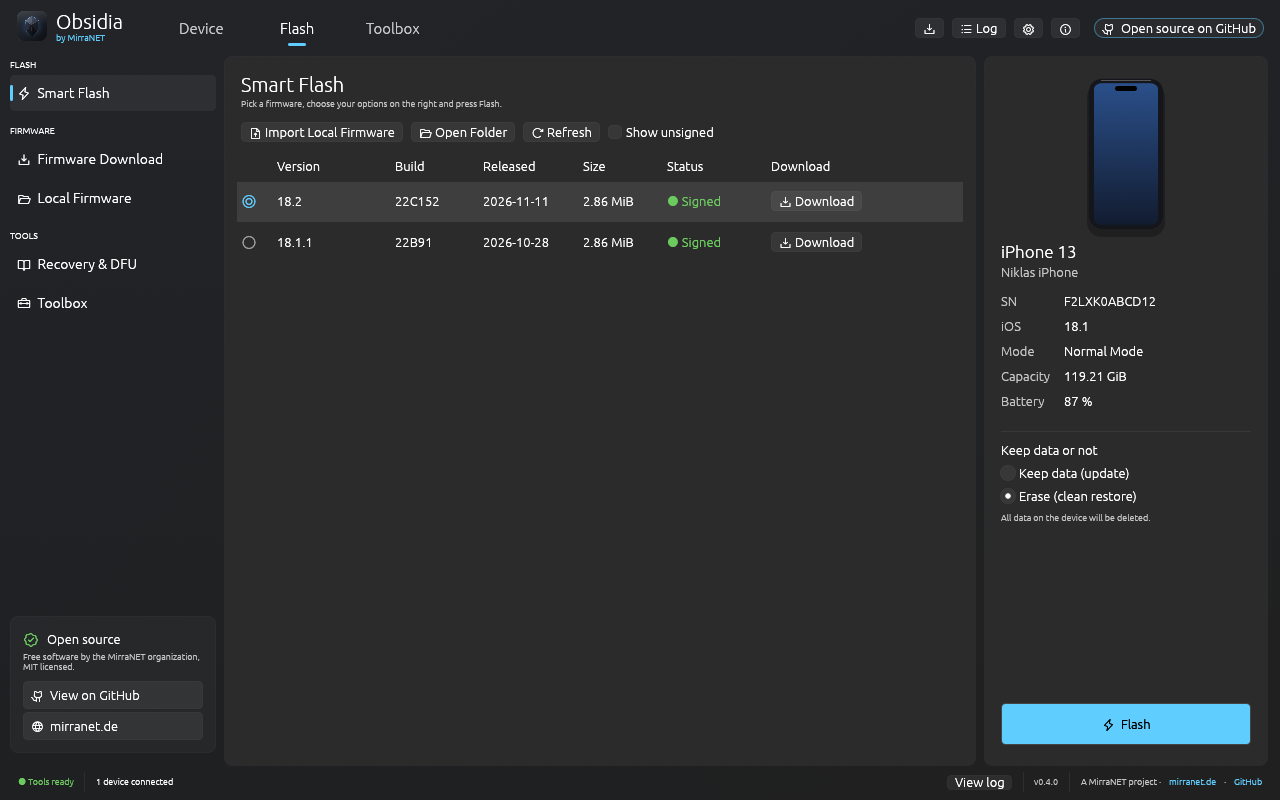 Obsidia
by MirraNET
Device
Flash
Toolbox
Log
Open source on GitHub
FLASH
Smart Flash
FIRMWARE
Firmware Download
Local Firmware
TOOLS
Recovery & DFU
Toolbox
Open source
Free software by the MirraNET organization,
MIT licensed.
View on GitHub
mirranet.de
Smart Flash
Pick a firmware, choose your options on the right and press Flash.
Import Local Firmware Open Folder Refresh Show unsigned
Version Build Released Size Status Download
18.2 22C152 2026-11-11 2.86 MiB Signed Download
18.1.1 22B91 2026-10-28 2.86 MiB Signed Download
iPhone 13
Niklas iPhone
SN F2LXK0ABCD12
iOS 18.1
Mode Normal Mode
Capacity 119.21 GiB
Battery 87 %
Keep data or not
Keep data (update)
Erase (clean restore)
All data on the device will be deleted.
Flash
Tools ready 1 device connected
View log v0.4.0 A MirraNET project · mirranet.de · GitHub